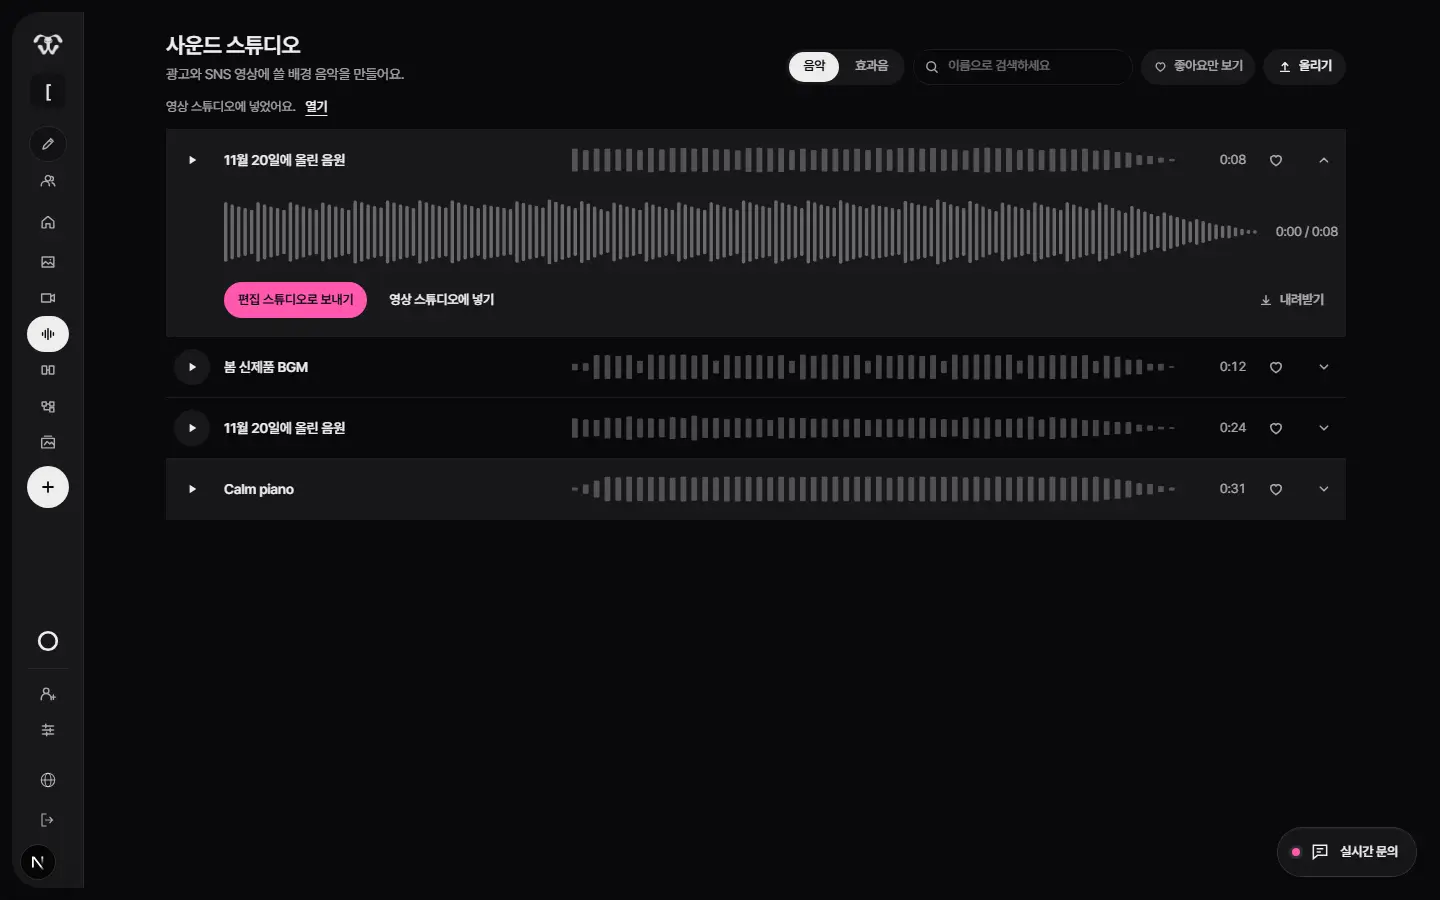 사운드 스튜디오
광고와 SNS 영상에 쓸 배경 음악을 만들어요.
음악
효과음
이름으로 검색하세요
좋아요만 보기
올리기
영상 스튜디오에 넣었어요. 열기
[
11월 20일에 올린 음원
0:08
0:00 / 0:08
편집 스튜디오로 보내기
영상 스튜디오에 넣기
내려받기
봄 신제품 BGM
0:12
11월 20일에 올린 음원
0:24
Calm piano
0:31
N
실시간 문의